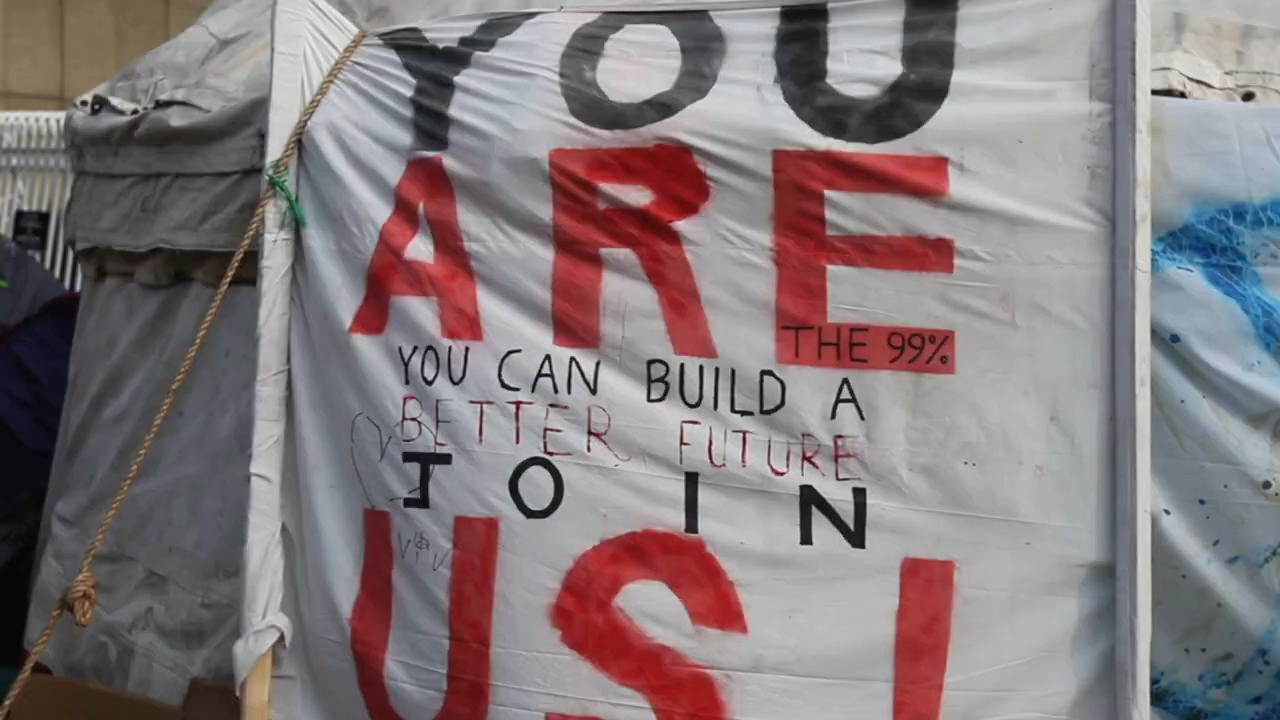 YOU
ARE
THE 99%
YOU CAN BUILD A
BETTER FUTURE
JOIN
US!